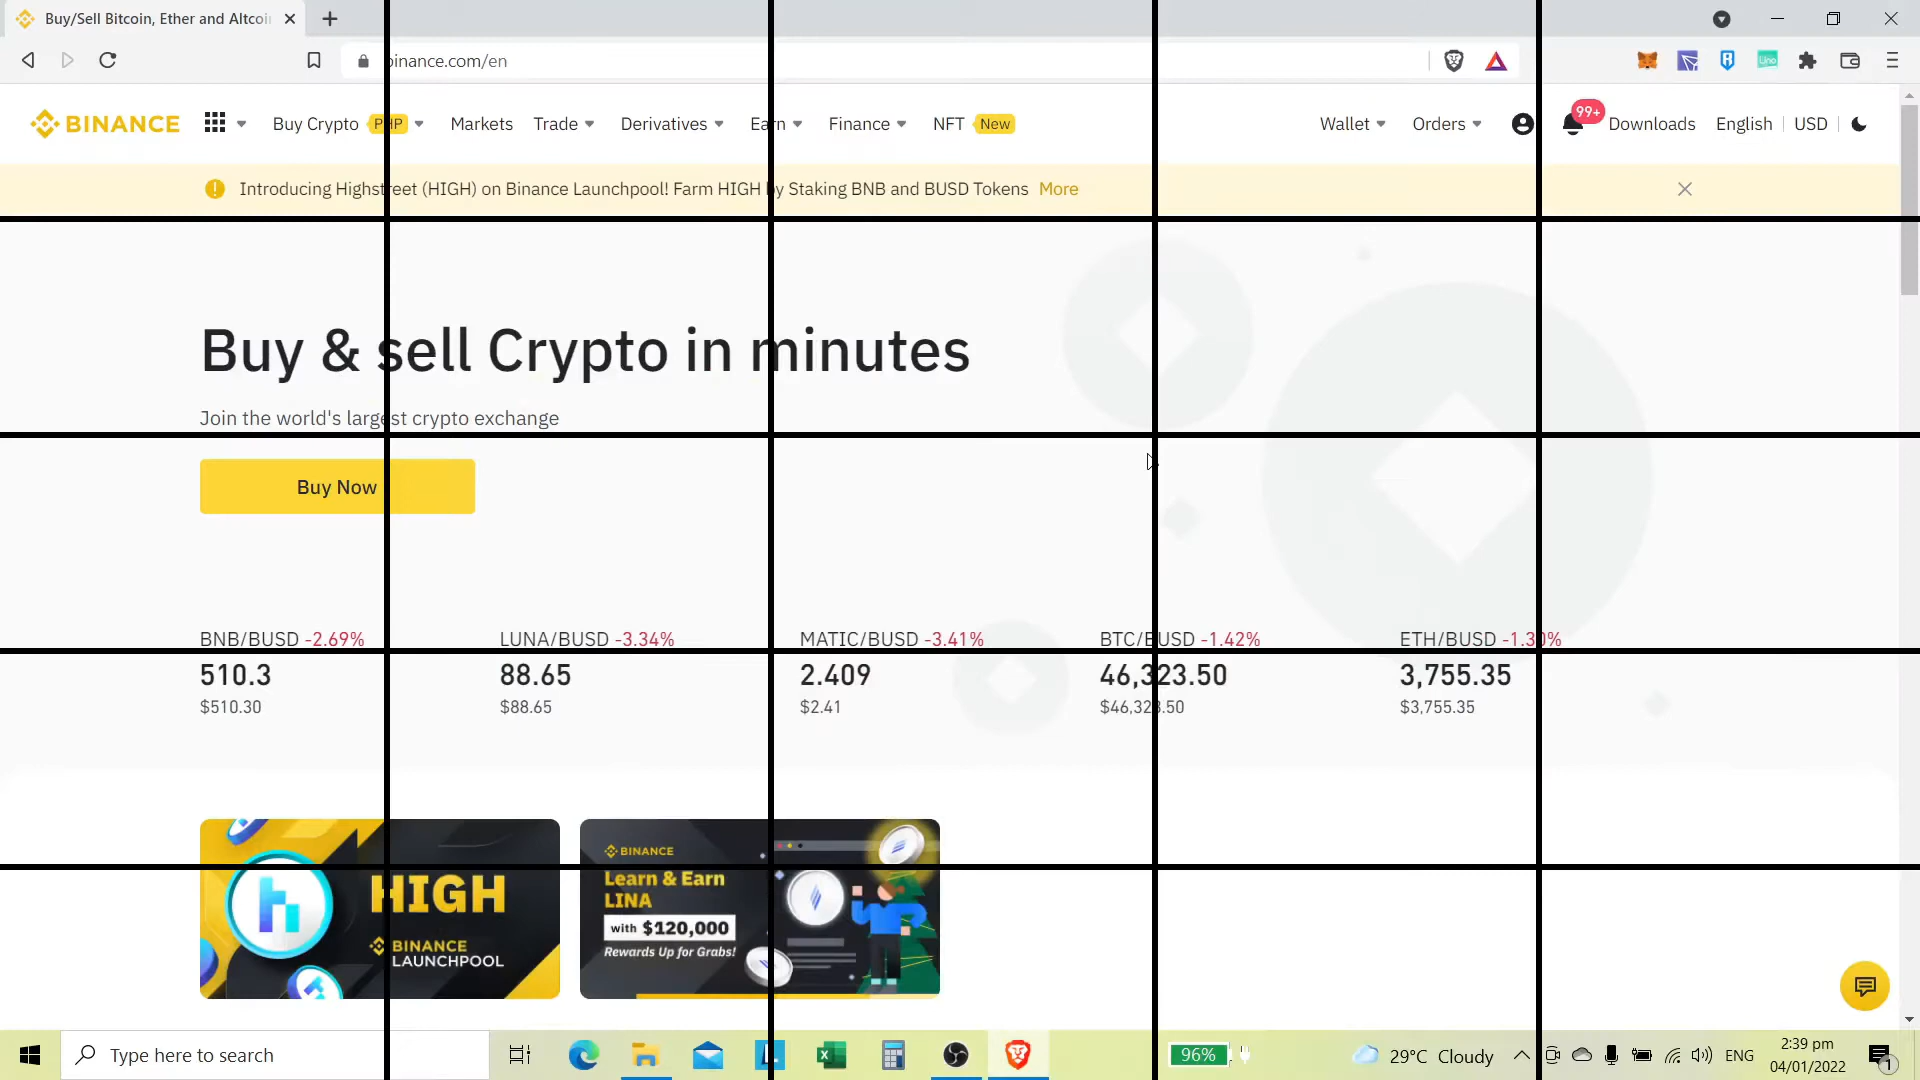 Buy/Sell Bitcoin, Ether and Altcoin
binance.com/en
BINANCE Buy Crypto PHP Markets Trade Derivatives Earn Finance NFT New Wallet Orders 99+ Downloads English USD
Introducing Highstreet (HIGH) on Binance Launchpool! Farm HIGH by Staking BNB and BUSD Tokens More
Buy & sell Crypto in minutes
Join the world's largest crypto exchange
Buy Now
BNB/BUSD -2.69% LUNA/BUSD -3.34% MATIC/BUSD -3.41% BTC/BUSD -1.42% ETH/BUSD
510.3 88.65 2.409 46,323.50 3,755.35
$510.30 $88.65 $2.41 $46,323.50 $3,755.35
HIGH
BINANCE
LAUNCHPOOL
BINANCE
Learn & Earn
LINA
with $120,000
Rewards Up for Grabs!
Type here to search
96%
29°C Cloudy
ENG
2:39 pm
04/01/2022
1